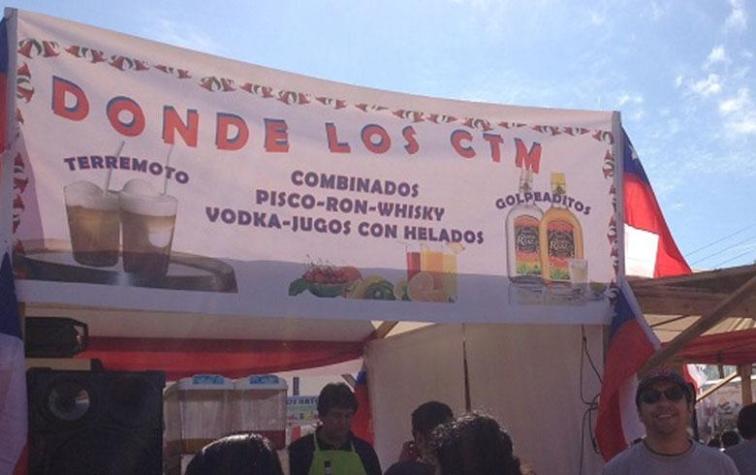 DONDE LOS CTM
TERREMOTO
COMBINADOS
PISCO-RON-WHISKY
VODKA-JUGOS CON HELADOS
GOLPEADITOS